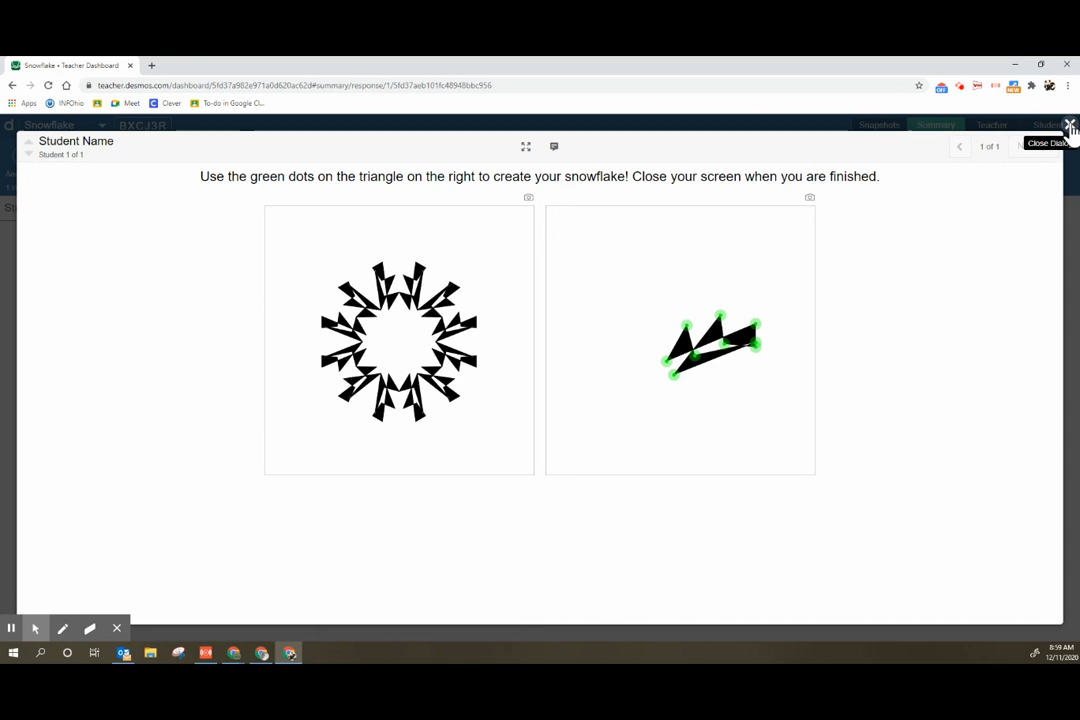 Snowflake • Teacher Dashboard
teacher.desmos.com/dashboard/5fd37a982e971a0d620ac62d#summary/response/1/5fd37aeb101fc48948bbc956
Apps INFOhio Meet Clever To-do in Google Cl...
Snowflake BXCJ3R Snapshots Summary Teacher Student
Student Name
Student 1 of 1
1 of 1
Close Dialo
Use the green dots on the triangle on the right to create your snowflake! Close your screen when you are finished.
8:59 AM
12/11/2020